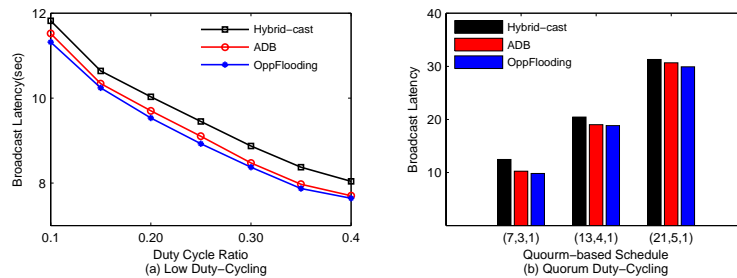 12
10
8
Broadcast Latency(sec)
Hybrid−cast
ADB
OppFlooding
0.1
0.20
0.30
0.4
Duty Cycle Ratio
(a) Low Duty−Cycling
40
30
20
10
Broadcast Latency
Hybrid−cast
ADB
OppFlooding
(7,3,1)
(13,4,1)
(21,5,1)
Qourm−based Schedule
(b) Quorum Duty−Cycling